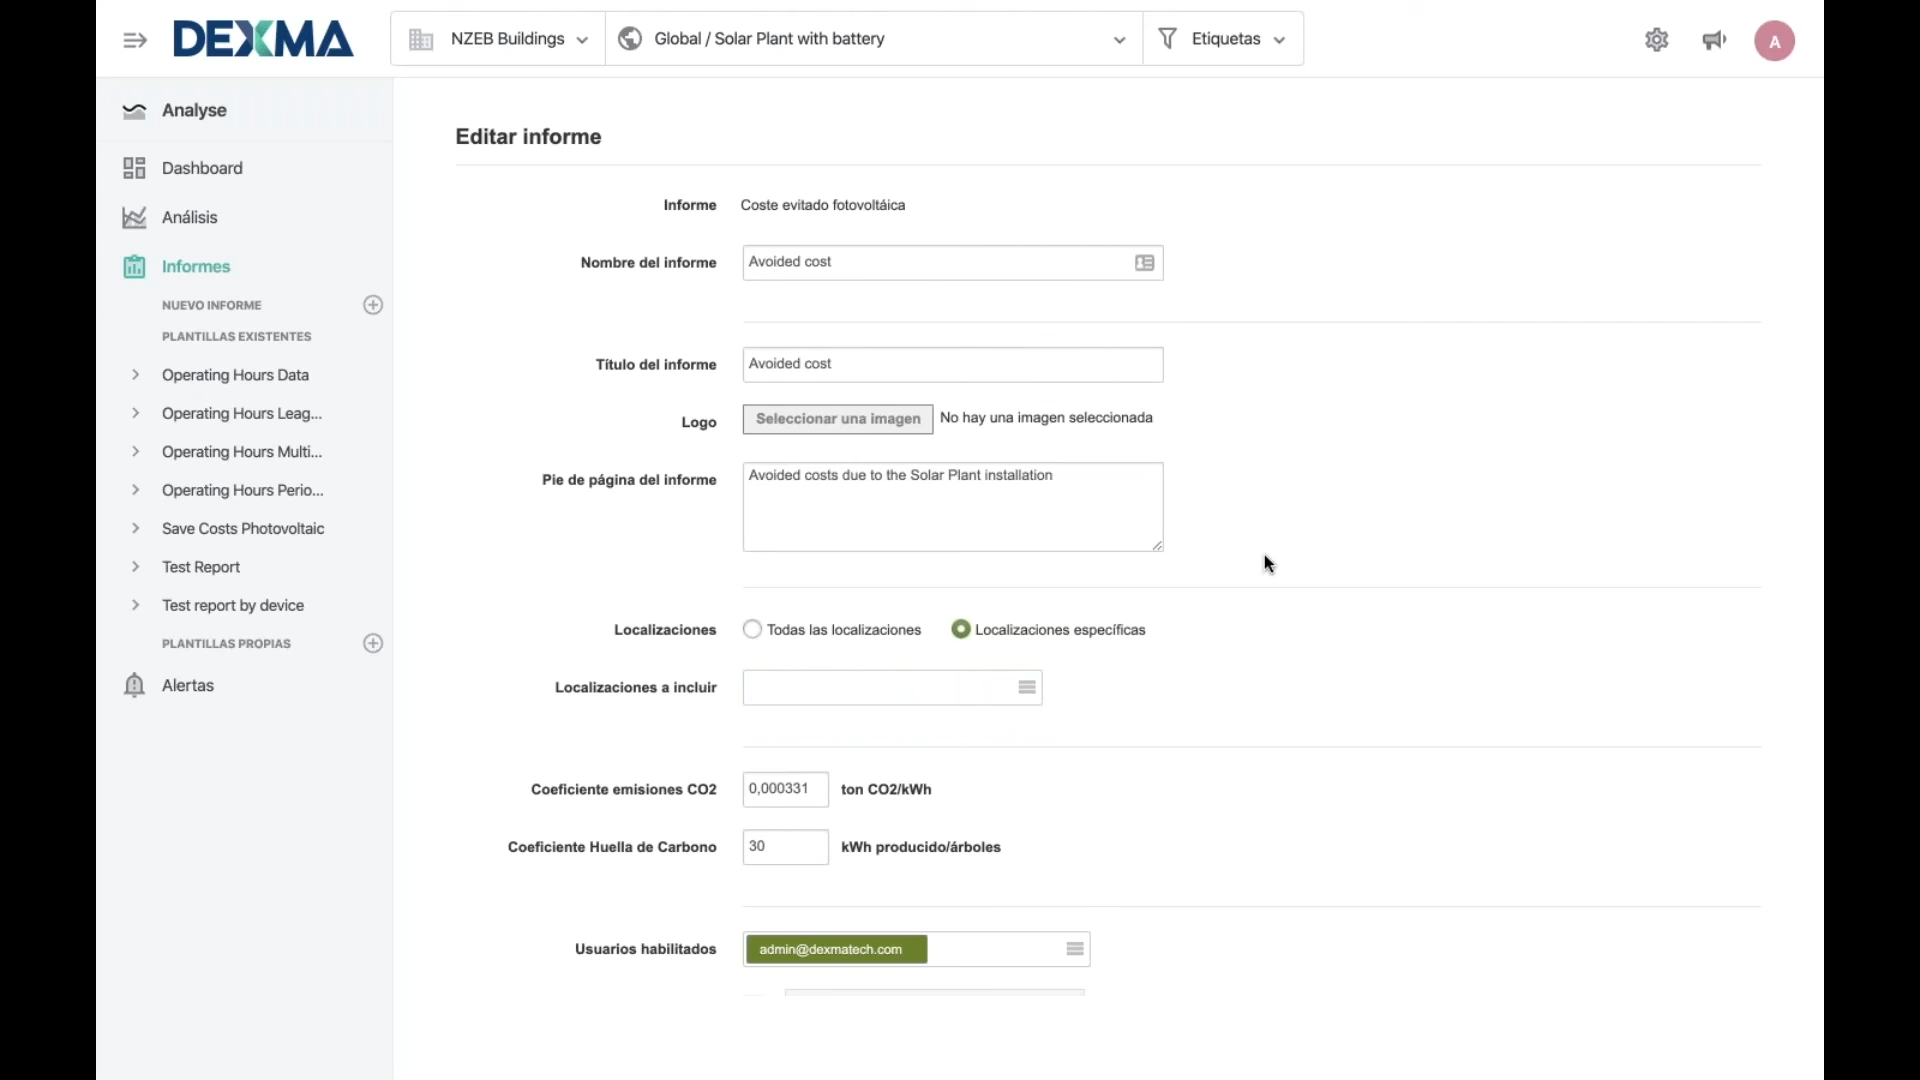 DEXMA
NZEB Buildings
Global / Solar Plant with battery
Etiquetas
A
Analyse
Dashboard
Análisis
Informes
NUEVO INFORME
PLANTILLAS EXISTENTES
Operating Hours Data
Operating Hours Leag...
Operating Hours Multi...
Operating Hours Perio...
Save Costs Photovoltaic
Test Report
Test report by device
PLANTILLAS PROPIAS
Alertas
Editar informe
Informe Coste evitado fotovoltáica
Nombre del informe Avoided cost
Título del informe Avoided cost
Logo Seleccionar una imagen No hay una imagen seleccionada
Pie de página del informe Avoided costs due to the Solar Plant installation
Localizaciones Todas las localizaciones Localizaciones específicas
Localizaciones a incluir
Coeficiente emisiones CO2 0,000331 ton CO2/kWh
Coeficiente Huella de Carbono 30 kWh producido/árboles
Usuarios habilitados admin@dexmatech.com